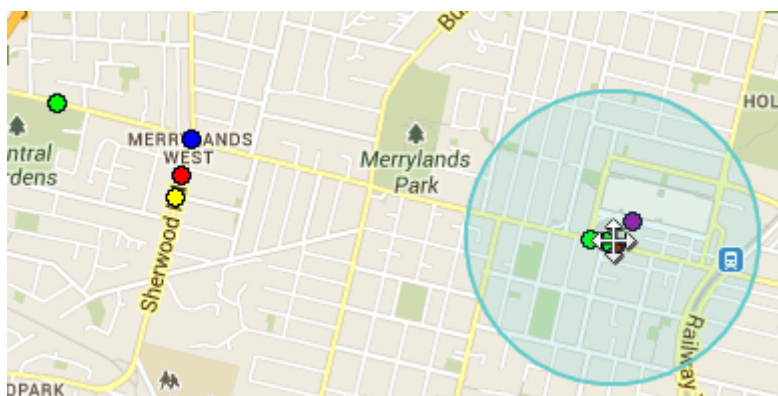 HOL
MERRYLANDS
WEST
Merrylands
Park
ntral
rdens
Sherwood
Railway
DPARK